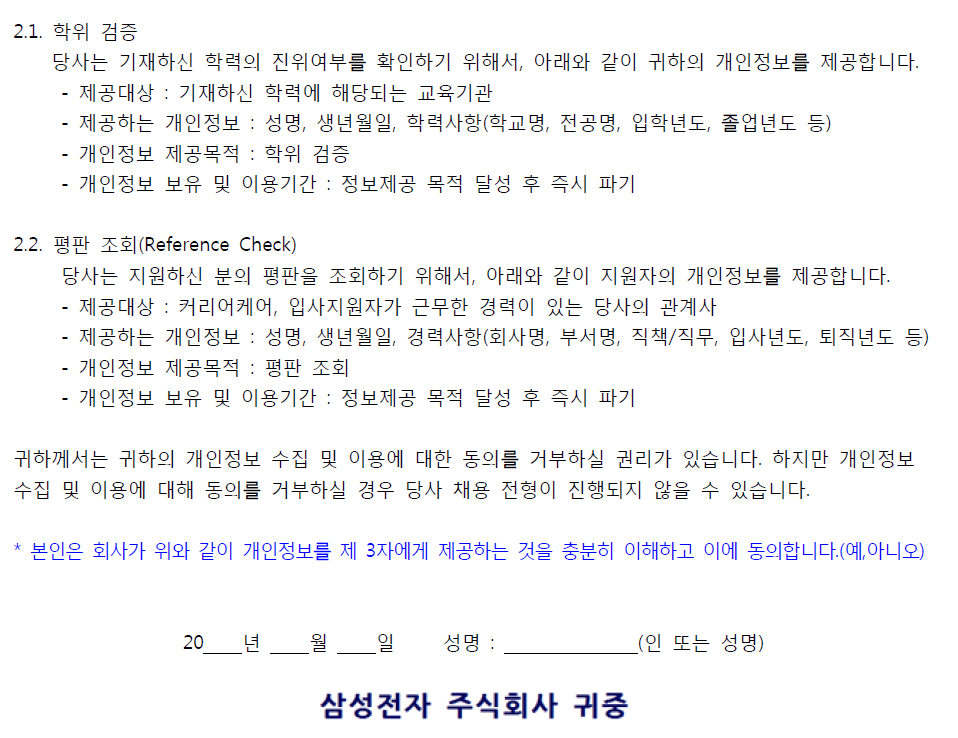 2.1. 학위 검증
당사는 기재하신 학력의 진위여부를 확인하기 위해서, 아래와 같이 귀하의 개인정보를 제공합니다.
- 제공대상 : 기재하신 학력에 해당되는 교육기관
- 제공하는 개인정보 : 성명, 생년월일, 학력사항(학교명, 전공명, 입학년도, 졸업년도 등)
- 개인정보 제공목적 : 학위 검증
- 개인정보 보유 및 이용기간 : 정보제공 목적 달성 후 즉시 파기
2.2. 평판 조회(Reference Check)
당사는 지원하신 분의 평판을 조회하기 위해서, 아래와 같이 지원자의 개인정보를 제공합니다.
- 제공대상 : 커리어케어, 입사지원자가 근무한 경력이 있는 당사의 관계사
- 제공하는 개인정보 : 성명, 생년월일, 경력사항(회사명, 부서명, 직책/직무, 입사년도, 퇴직년도 등)
- 개인정보 제공목적 : 평판 조회
- 개인정보 보유 및 이용기간 : 정보제공 목적 달성 후 즉시 파기
귀하께서는 귀하의 개인정보 수집 및 이용에 대한 동의를 거부하실 권리가 있습니다. 하지만 개인정보
수집 및 이용에 대해 동의를 거부하실 경우 당사 채용 전형이 진행되지 않을 수 있습니다.
* 본인은 회사가 위와 같이 개인정보를 제 3자에게 제공하는 것을 충분히 이해하고 이에 동의합니다.(예,아니오)
20____년 ____월 ____일 성명 : ______________(인 또는 성명)
삼성전자 주식회사 귀중